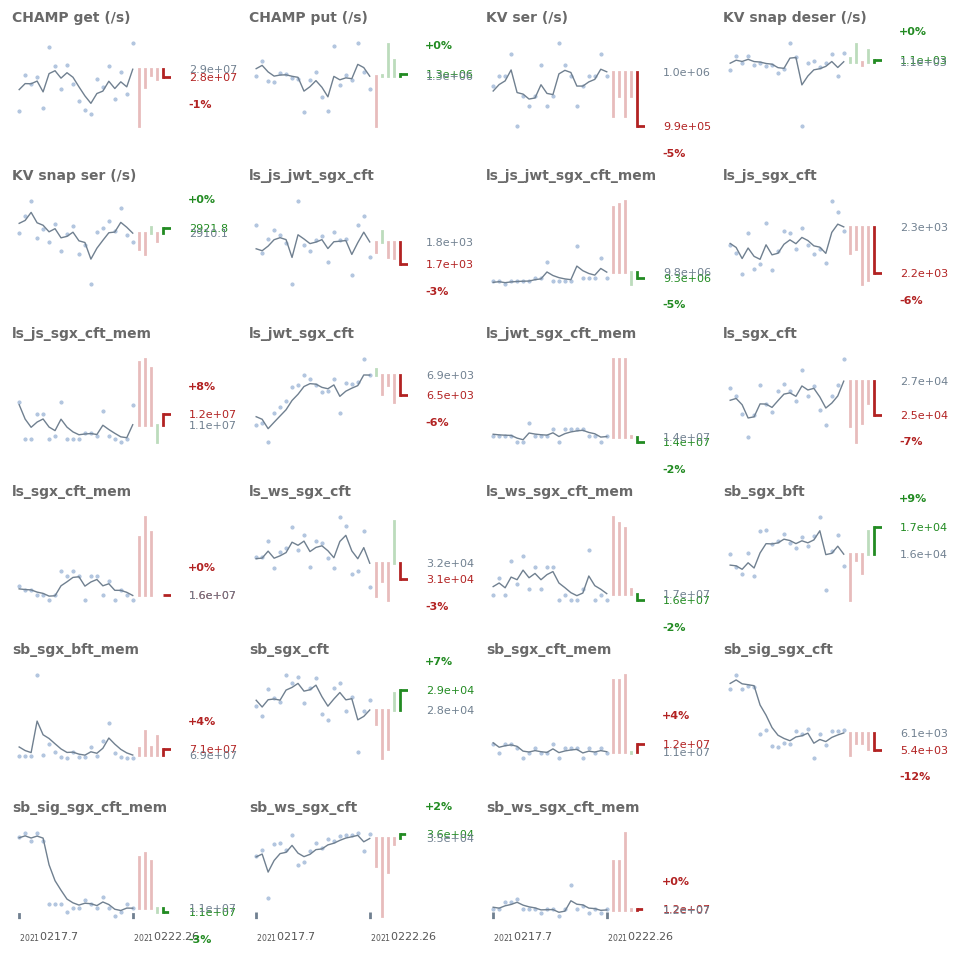 CHAMP get (/s)
2.9e+07
2.8e+07
-1%
CHAMP put (/s)
+0%
1.3e+06
KV ser (/s)
1.0e+06
9.9e+05
-5%
KV snap deser (/s)
+0%
1.1e+03
KV snap ser (/s)
+0%
2921.8
2910.1
ls_js_jwt_sgx_cft
1.8e+03
1.7e+03
-3%
ls_js_jwt_sgx_cft_mem
9.8e+06
9.3e+06
-5%
ls_js_sgx_cft
2.3e+03
2.2e+03
-6%
ls_js_sgx_cft_mem
+8%
1.2e+07
1.1e+07
ls_jwt_sgx_cft
6.9e+03
6.5e+03
-6%
ls_jwt_sgx_cft_mem
1.4e+07
1.4e+07
-2%
ls_sgx_cft
2.7e+04
2.5e+04
-7%
ls_sgx_cft_mem
+0%
1.6e+07
ls_ws_sgx_cft
3.2e+04
3.1e+04
-3%
ls_ws_sgx_cft_mem
1.7e+07
1.6e+07
-2%
sb_sgx_bft
+9%
1.7e+04
1.6e+04
sb_sgx_bft_mem
+4%
7.1e+07
6.9e+07
sb_sgx_cft
+7%
2.9e+04
2.8e+04
sb_sgx_cft_mem
+4%
1.2e+07
1.1e+07
sb_sig_sgx_cft
6.1e+03
5.4e+03
-12%
sb_sig_sgx_cft_mem
1.1e+07
1.1e+07
-3%
2021 0217.7
2021 0222.26
sb_ws_sgx_cft
+2%
3.6e+04
3.5e+04
2021 0217.7
2021 0222.26
sb_ws_sgx_cft_mem
+0%
1.2e+07
2021 0217.7
2021 0222.26